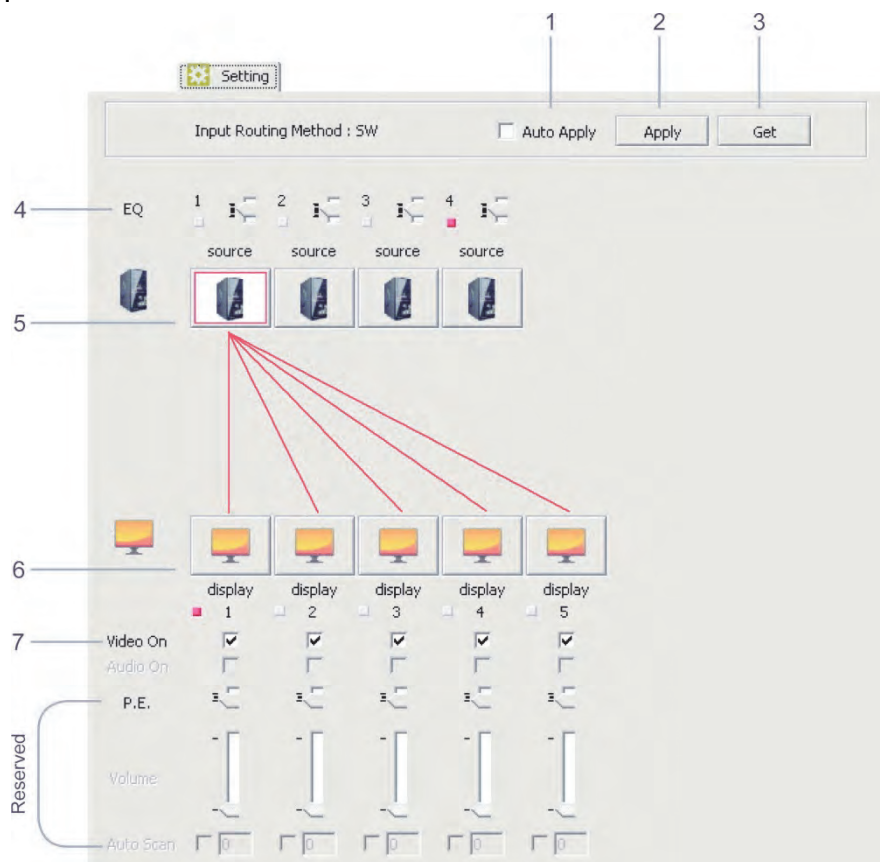 1 2 3
Setting
Input Routing Method : SW Auto Apply Apply Get
4 EQ 1 2 3 4
source source source source
5
6
display display display display display
1 2 3 4 5
7 Video On
Audio On
P.E.
Reserved
Volume
Auto Scan 0 0 0 0 0